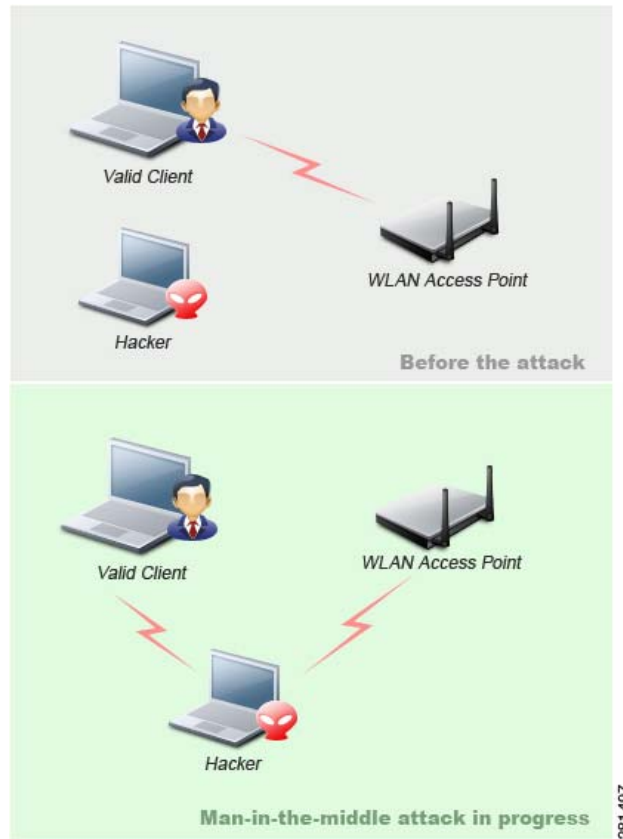 Valid Client
WLAN Access Point
Hacker
Before the attack
Valid Client
WLAN Access Point
Hacker
Man-in-the-middle attack in progress